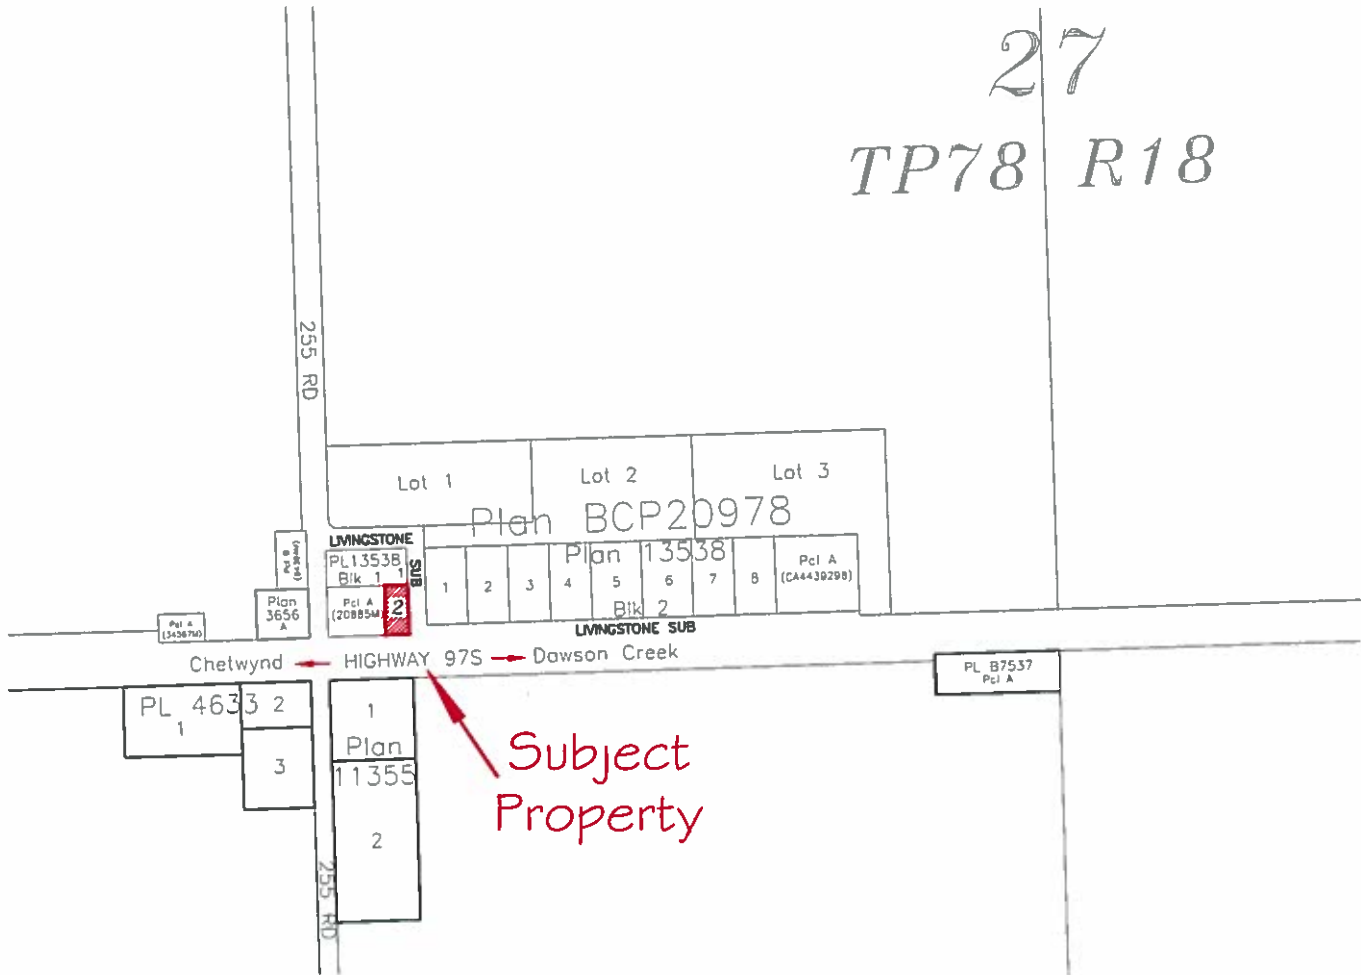 27
TP78 R18
255 RD
Lot 1
Lot 2
Lot 3
Plan BCP20978
LIVINGSTONE
SUB
PL13538
Blk 1 1
Plan 13538
1
2
3
4
5
6
7
8
Pcl A
(CA4439298)
Blk 2
Pcl B
Plan
3656
A
Pcl A
(20885M)
2
Pcl A
(34367M)
LIVINGSTONE SUB
Chetwynd
HIGHWAY 97S
Dawson Creek
PL B7537
Pcl A
PL 4633
1
2
3
1
Plan
11355
2
Subject
Property
255 RD